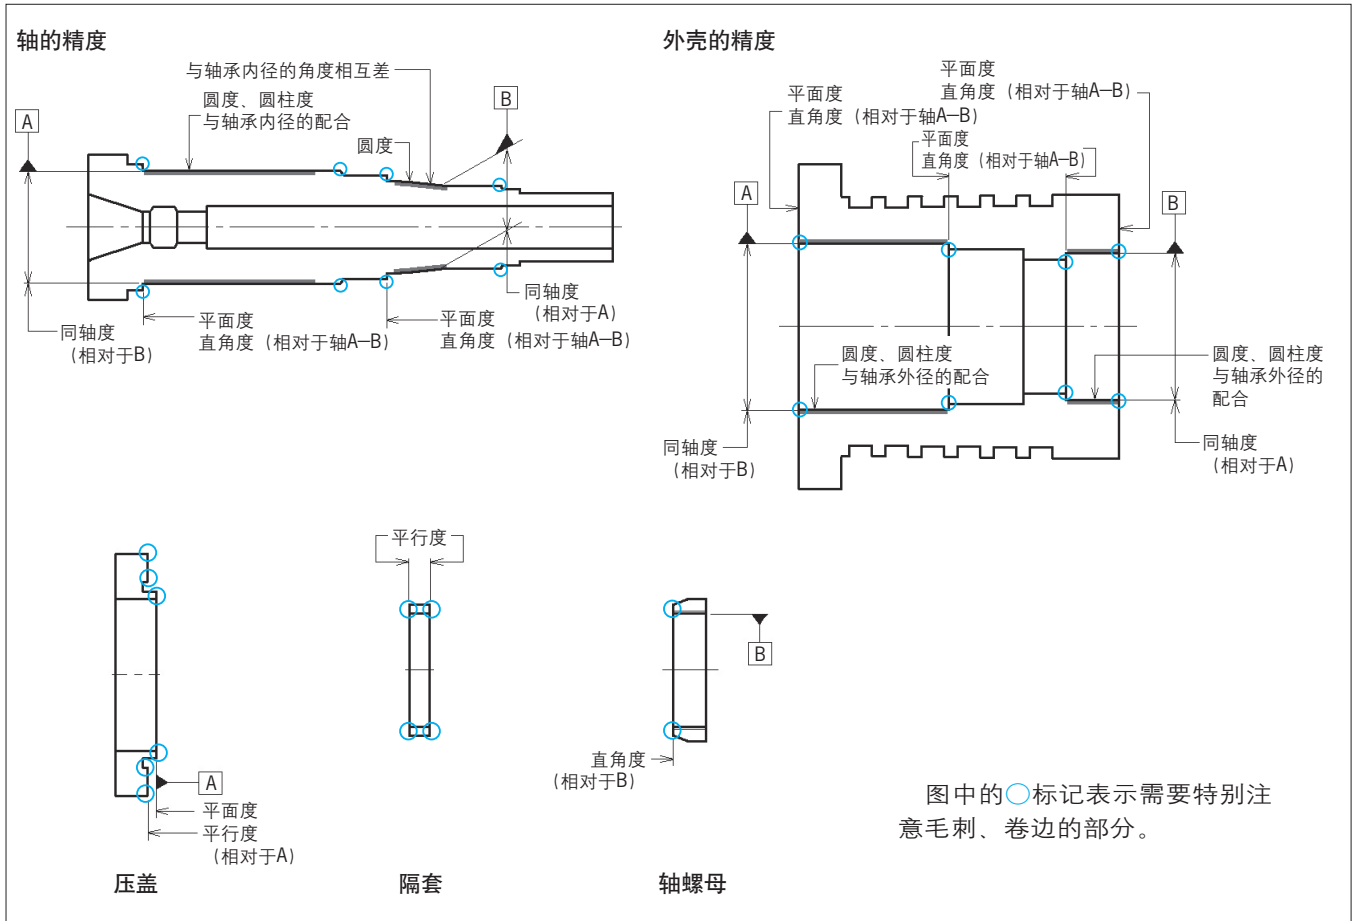 轴的精度
与轴承内径的角度相互差
圆度、圆柱度
与轴承内径的配合
圆度
A
B
同轴度
（相对于B）
平面度
直角度（相对于轴A—B）
平面度
直角度（相对于轴A—B）
同轴度
（相对于A）
外壳的精度
平面度
直角度（相对于轴A—B）
平面度
直角度（相对于轴A—B）
平面度
直角度（相对于轴A—B）
A
B
圆度、圆柱度
与轴承外径的配合
圆度、圆柱度
与轴承外径的
配合
同轴度
（相对于B）
同轴度
（相对于A）
A
平面度
平行度
（相对于A）
压盖
平行度
隔套
B
直角度
（相对于B）
轴螺母
图中的○标记表示需要特别注
意毛刺、卷边的部分。